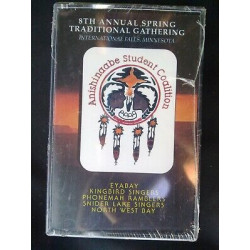 8TH ANNUAL SPRING
TRADITIONAL GATHERING
INTERNATIONAL FALLS, MINNESOTA
Anishinaabe Student Coalition
EYABAY
KINGBIRD SINGERS
PHONEMAN RAMBLERS
SNIDER LAKE SINGERS
NORTH WEST BAY